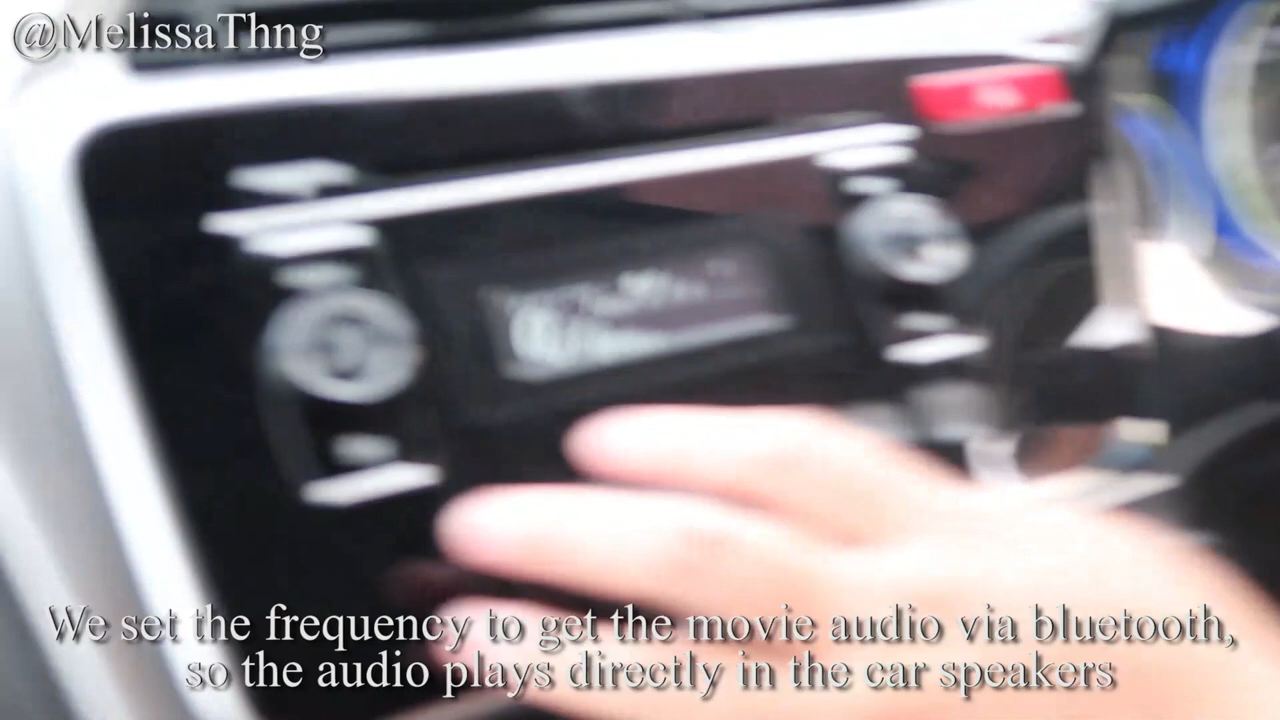 @MelissaThng
We set the frequency to get the movie audio via bluetooth,
so the audio plays directly in the car speakers